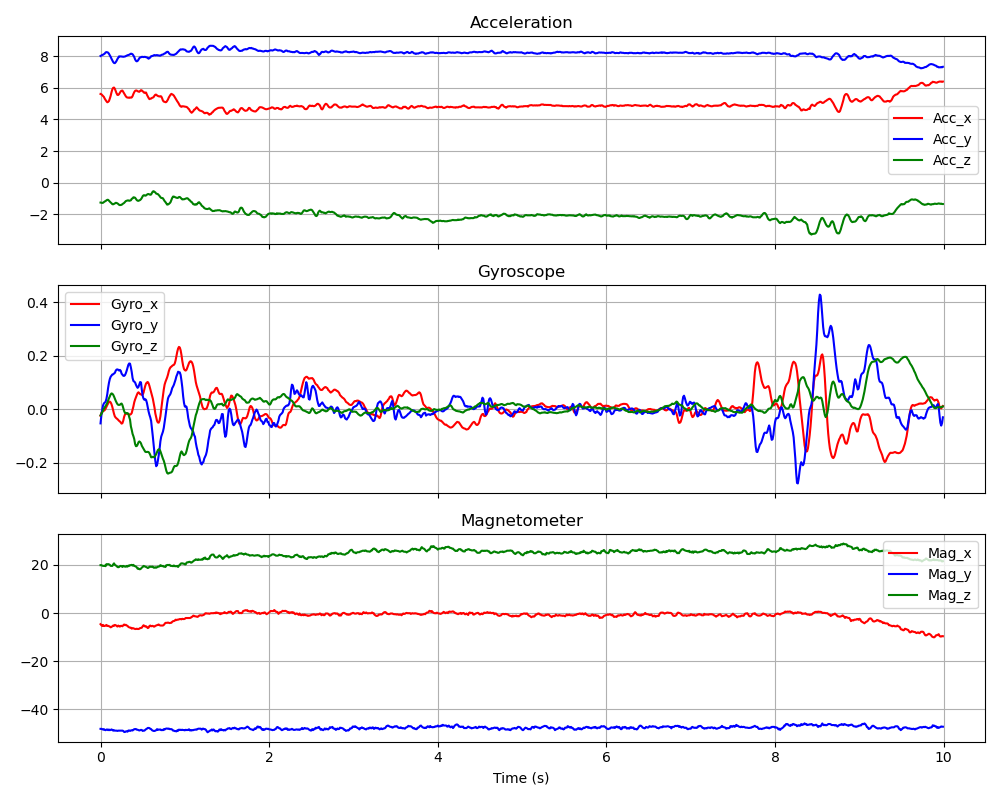 Acceleration
8
6
4
2
0
−2
Acc_x
Acc_y
Acc_z
Gyroscope
0.4
0.2
0.0
−0.2
Gyro_x
Gyro_y
Gyro_z
Magnetometer
20
0
−20
−40
Mag_x
Mag_y
Mag_z
0 2 4 6 8 10
Time (s)